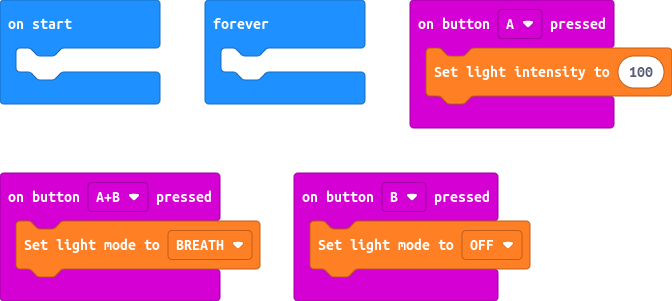 on start
forever
on button A pressed
Set light intensity to 100
on button A+B pressed
Set light mode to BREATH
on button B pressed
Set light mode to OFF